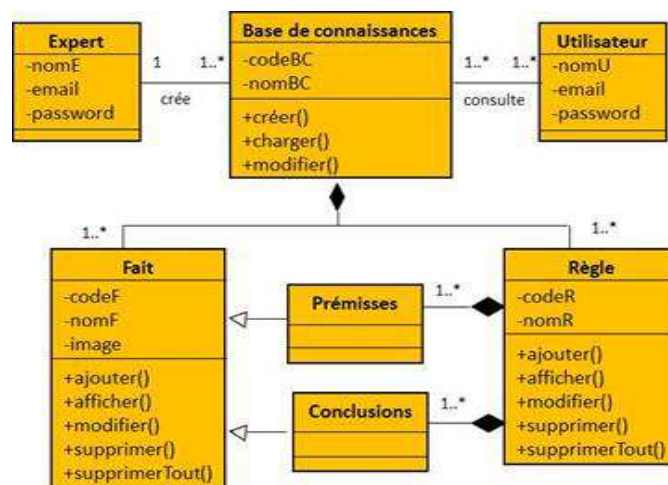 Expert
-nomE
-email
-password
1
1..*
crée
Base de connaissances
-codeBC
-nomBC
+créer()
+charger()
+modifier()
1..*
1..*
consulte
Utilisateur
-nomU
-email
-password
1..*
1..*
Fait
-codeF
-nomF
-image
+ajouter()
+afficher()
+modifier()
+supprimer()
+supprimerTout()
Prémisses
1..*
Conclusions
1..*
Règle
-codeR
-nomR
+ajouter()
+afficher()
+modifier()
+supprimer()
+supprimerTout()